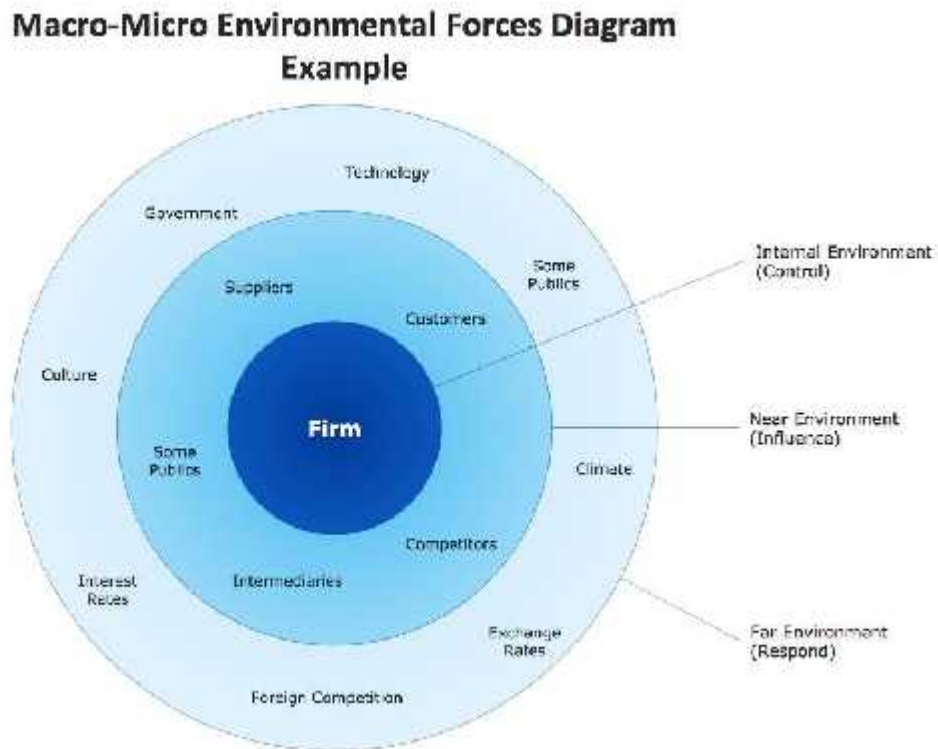 Macro-Micro Environmental Forces Diagram
Example
Technology
Government
Some
Publics
Internal Environment
(Control)
Suppliers
Customers
Culture
Firm
Near Environment
(Influence)
Some
Publics
Climate
Competitors
Intermediaries
Interest
Rates
Exchange
Rates
Far Environment
(Respond)
Foreign Competition